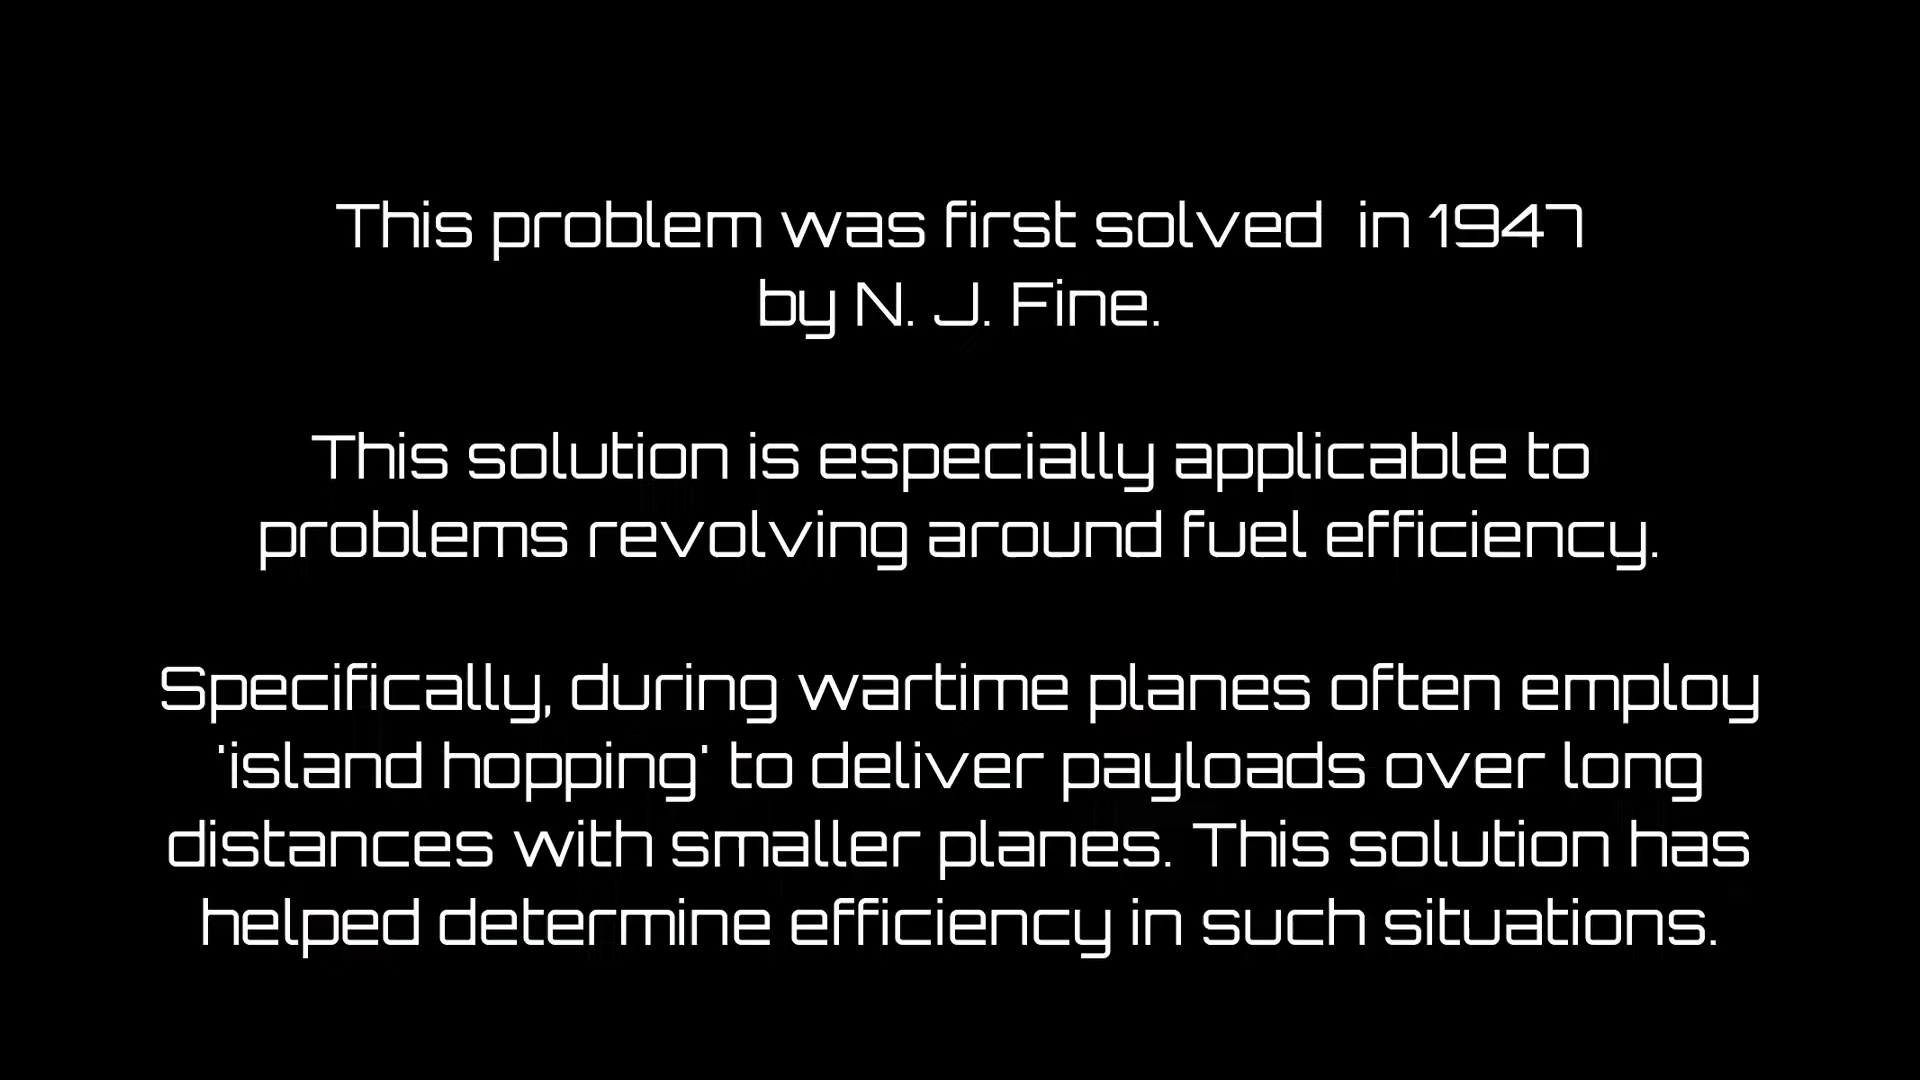 This problem was first solved  in 1947
by N. J. Fine.
This solution is especially applicable to
problems revolving around fuel efficiency.
Specifically, during wartime planes often employ
'island hopping' to deliver payloads over long
distances with smaller planes. This solution has
helped determine efficiency in such situations.